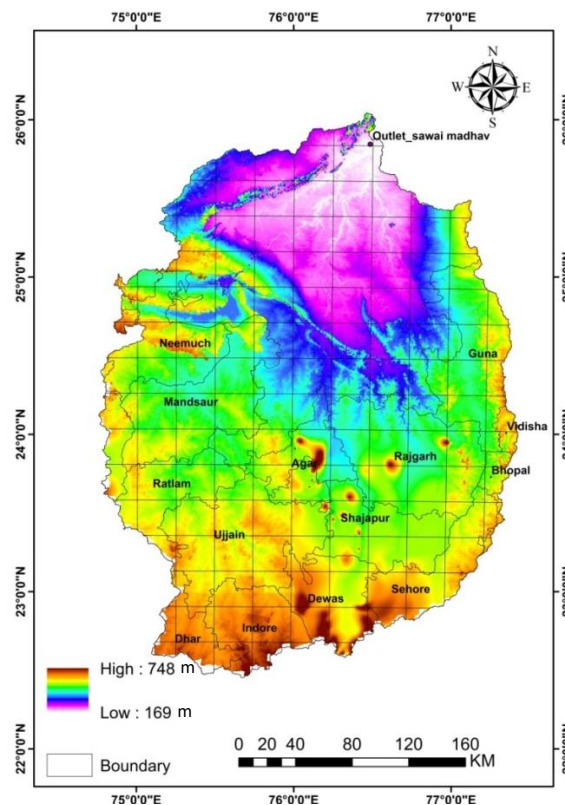 75°0'0"E 76°0'0"E 77°0'0"E
N
W E
S
26°0'0"N
Outlet_sawai madhav
25°0'0"N
Neemuch
Guna
Mandsaur
24°0'0"N
Vidisha
Agar
Rajgarh
Bhopal
Ratlam
Shajapur
Ujjain
23°0'0"N
Dewas
Sehore
Dhar
Indore
High : 748 m
Low : 169 m
22°0'0"N
Boundary
0 20 40 80 120 160
KM
75°0'0"E 76°0'0"E 77°0'0"E